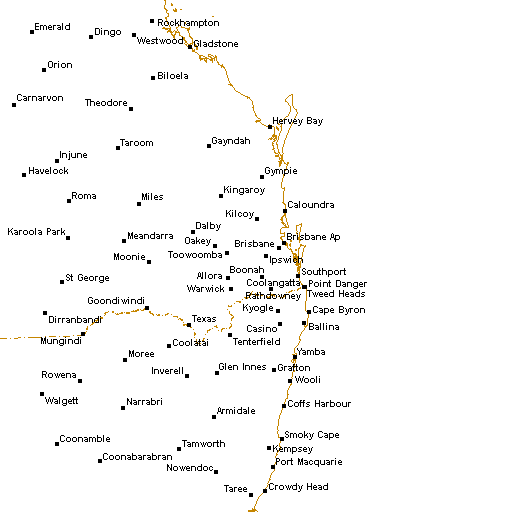 Rockhampton
Emerald
Dingo
Westwood
Gladstone
Orion
Biloela
Carnarvon
Theodore
Hervey Bay
Taroom
Gayndah
Injune
Havelock
Gympie
Roma
Miles
Kingaroy
Caloundra
Kilcoy
Karoola Park
Meandarra
Dalby
Oakey
Brisbane Ap
Brisbane
Moonie
Toowoomba
Ipswich
St George
Allora
Boonah
Southport
Warwick
Coolangatta
Point Danger
Rathdowney
Tweed Heads
Goondiwindi
Kyogle
Cape Byron
Dirranbandi
Texas
Casino
Ballina
Mungindi
Coolatai
Tenterfield
Moree
Yamba
Rowena
Inverell
Glen Innes
Grafton
Wooli
Walgett
Narrabri
Armidale
Coffs Harbour
Coonamble
Tamworth
Smoky Cape
Kempsey
Coonabarabran
Nowendoc
Port Macquarie
Taree
Crowdy Head